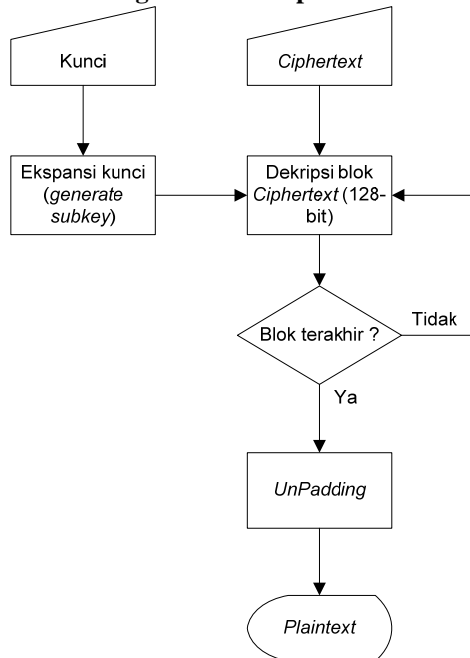 Kunci
Ciphertext
Ekspansi kunci
(generate
subkey)
Dekripsi blok
Ciphertext (128-
bit)
Blok terakhir ?
Tidak
Ya
UnPadding
Plaintext